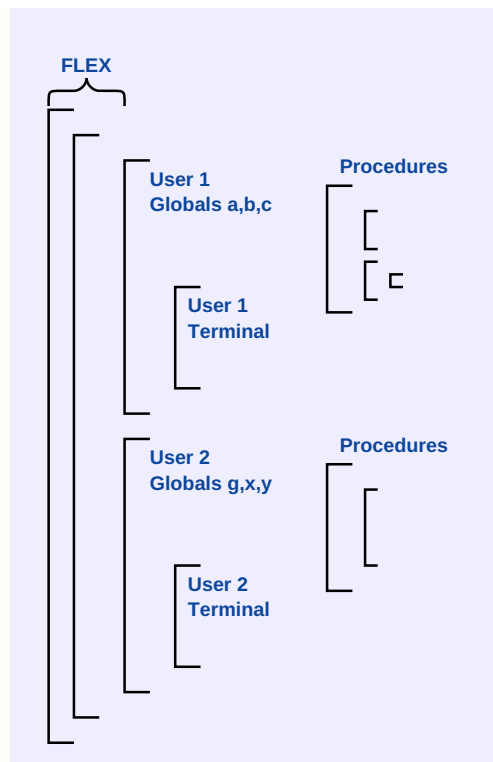 FLEX
Procedures
User 1
Globals a,b,c
User 1
Terminal
Procedures
User 2
Globals g,x,y
User 2
Terminal